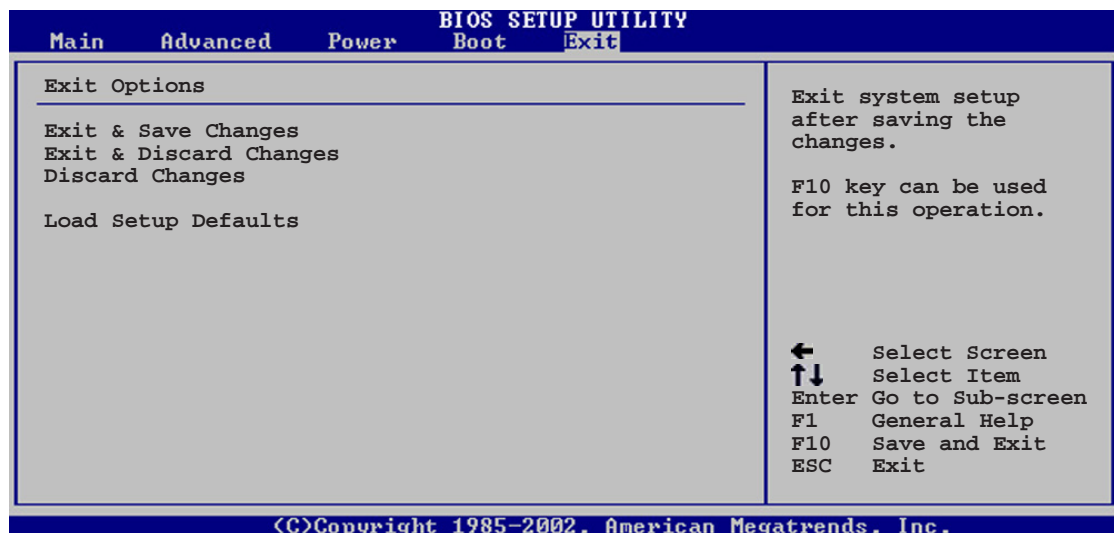 BIOS SETUP UTILITY
Main Advanced Power Boot Exit
Exit Options
Exit & Save Changes
Exit & Discard Changes
Discard Changes
Load Setup Defaults
Exit system setup
after saving the
changes.
F10 key can be used
for this operation.
← Select Screen
↑↓ Select Item
Enter Go to Sub-screen
F1 General Help
F10 Save and Exit
ESC Exit
(C)Copyright 1985-2002, American Megatrends, Inc.